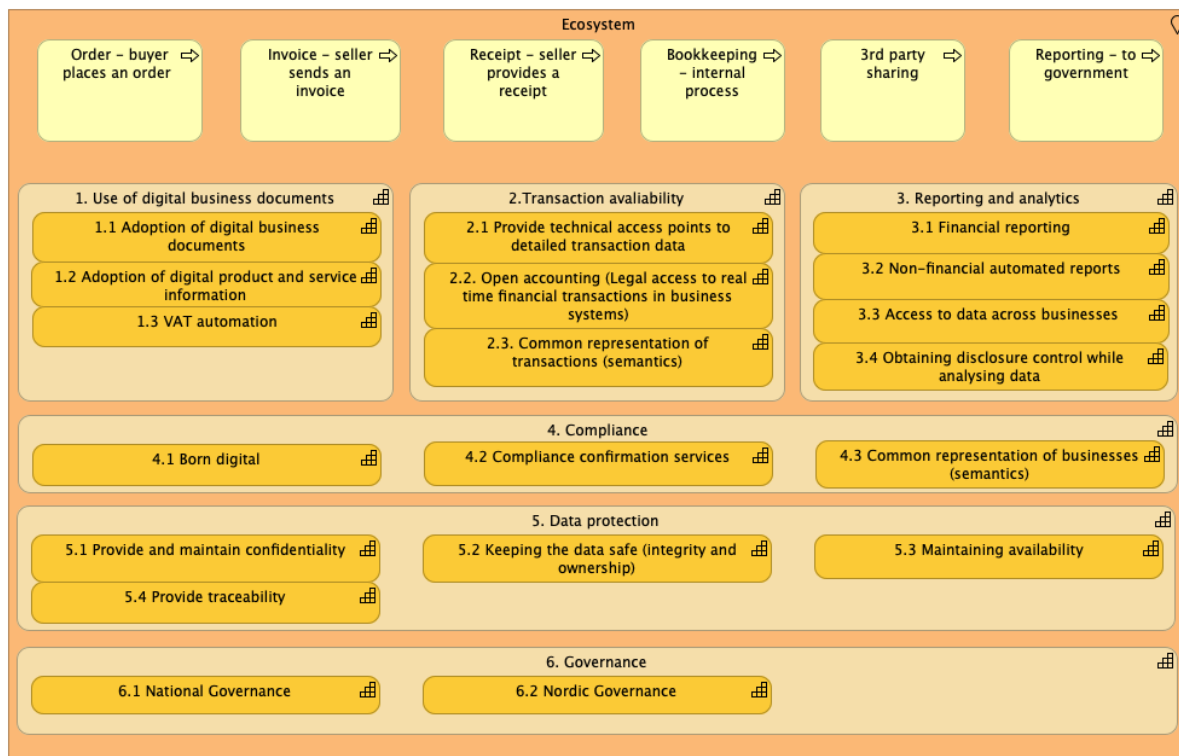 Ecosystem
Order – buyer
places an order
Invoice – seller
sends an
invoice
Receipt – seller
provides a
receipt
Bookkeeping
– internal
process
3rd party
sharing
Reporting – to
government
1. Use of digital business documents
1.1 Adoption of digital business
documents
1.2 Adoption of digital product and service
information
1.3 VAT automation
2.Transaction avaliability
2.1 Provide technical access points to
detailed transaction data
2.2. Open accounting (Legal access to real
time financial transactions in business
systems)
2.3. Common representation of
transactions (semantics)
3. Reporting and analytics
3.1 Financial reporting
3.2 Non-financial automated reports
3.3 Access to data across businesses
3.4 Obtaining disclosure control while
analysing data
4. Compliance
4.1 Born digital
4.2 Compliance confirmation services
4.3 Common representation of businesses
(semantics)
5. Data protection
5.1 Provide and maintain confidentiality
5.2 Keeping the data safe (integrity and
ownership)
5.3 Maintaining availability
5.4 Provide traceability
6. Governance
6.1 National Governance
6.2 Nordic Governance